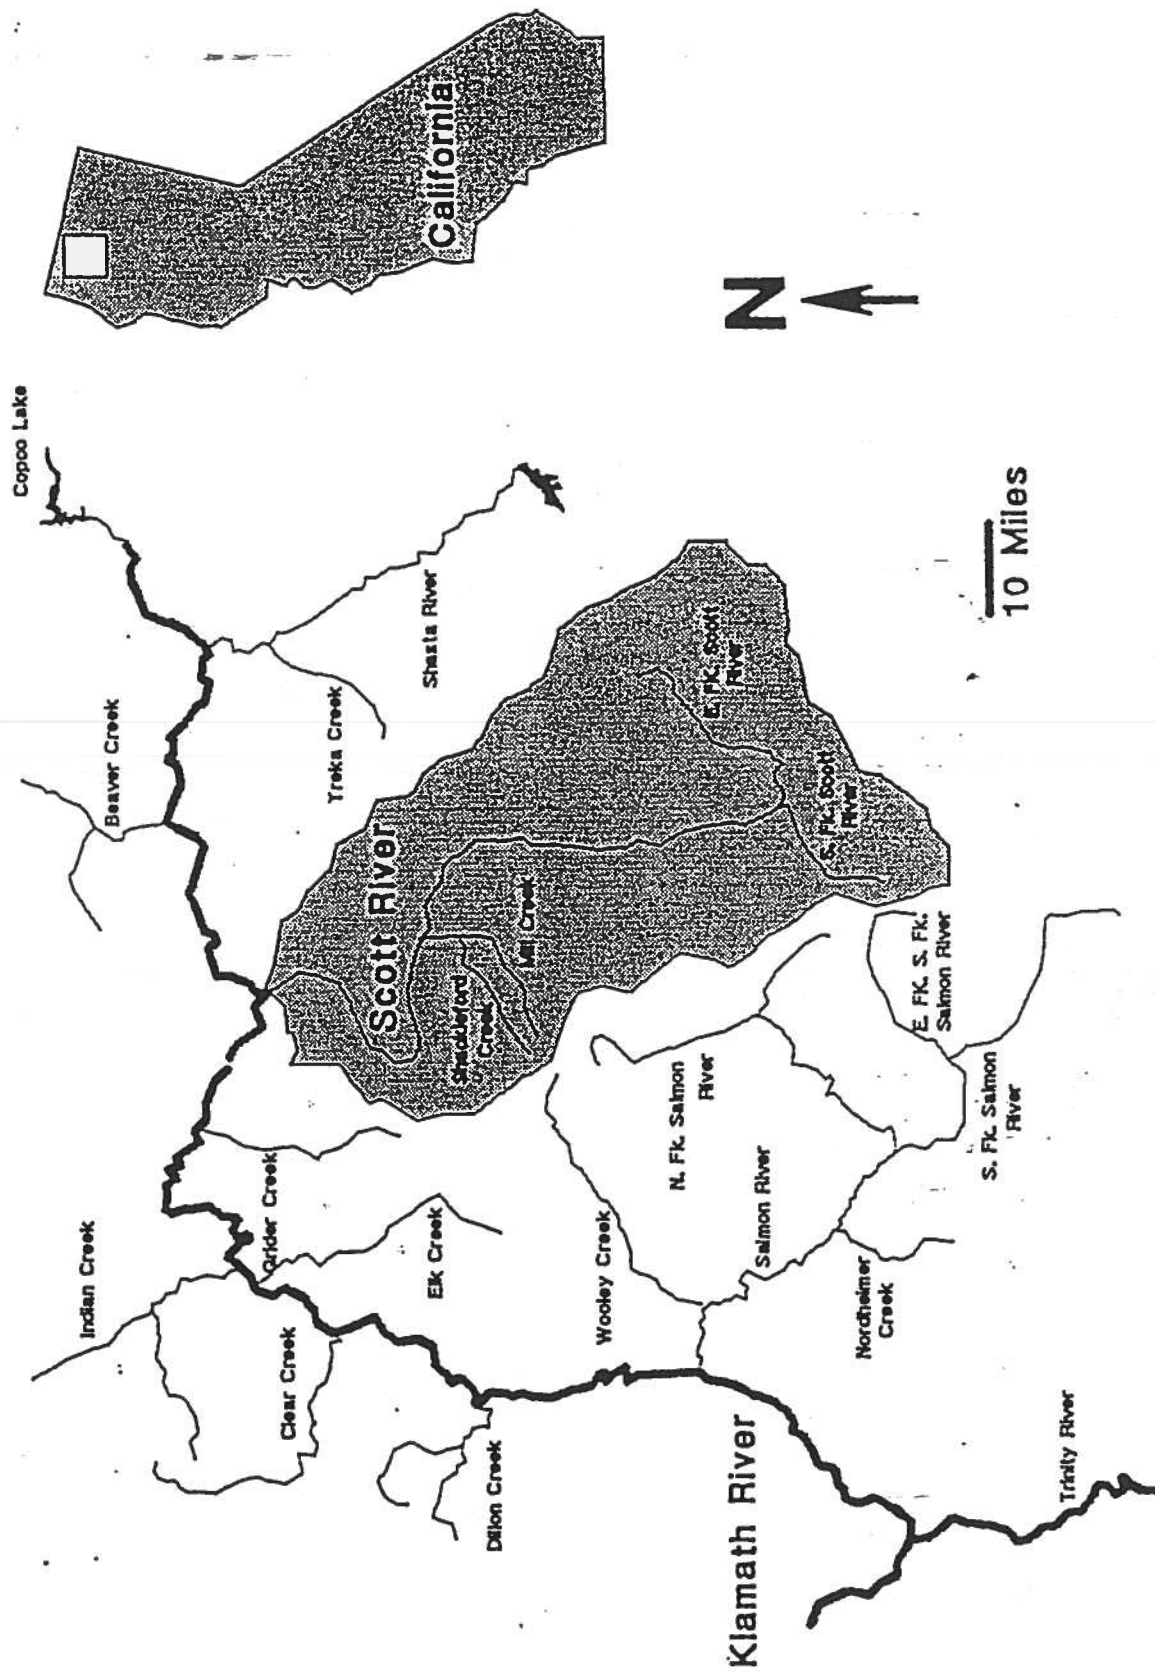 Copco Lake
California
N
Beaver Creek
Yreka Creek
Shasta River
10 Miles
Scott River
E. FK. Scott
River
S. FK. Scott
River
Mill Creek
Shackleford
Creek
Indian Creek
Grider Creek
Elk Creek
Clear Creek
Dillon Creek
Wooley Creek
N. FK. Salmon
River
Salmon River
E. FK. S. FK.
Salmon River
S. FK. Salmon
River
Nordheimer
Creek
Klamath River
Trinity River